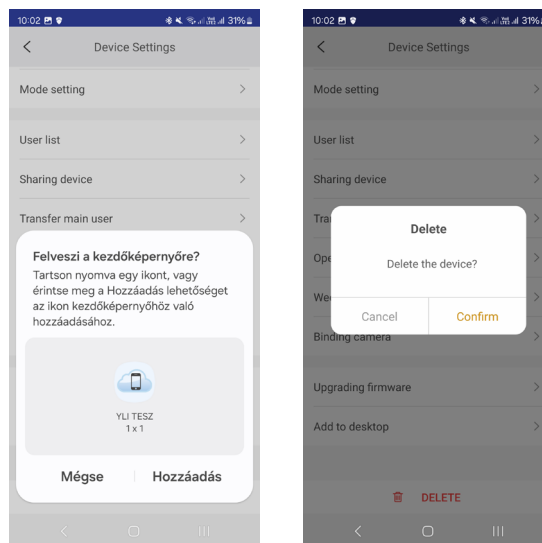 10:02
31%
Device Settings
Mode setting
User list
Sharing device
Transfer main user
Felveszi a kezdőképernyőre?
Tartson nyomva egy ikont, vagy
érintse meg a Hozzáadás lehetőséget
az ikon kezdőképernyőhöz való
hozzáadásához.
YLI TESZ
1 x 1
Mégse
Hozzáadás
10:02
31%
Device Settings
Mode setting
User list
Sharing device
Tra
Delete
Ope
Delete the device?
We
Cancel
Confirm
Binding camera
Upgrading firmware
Add to desktop
DELETE